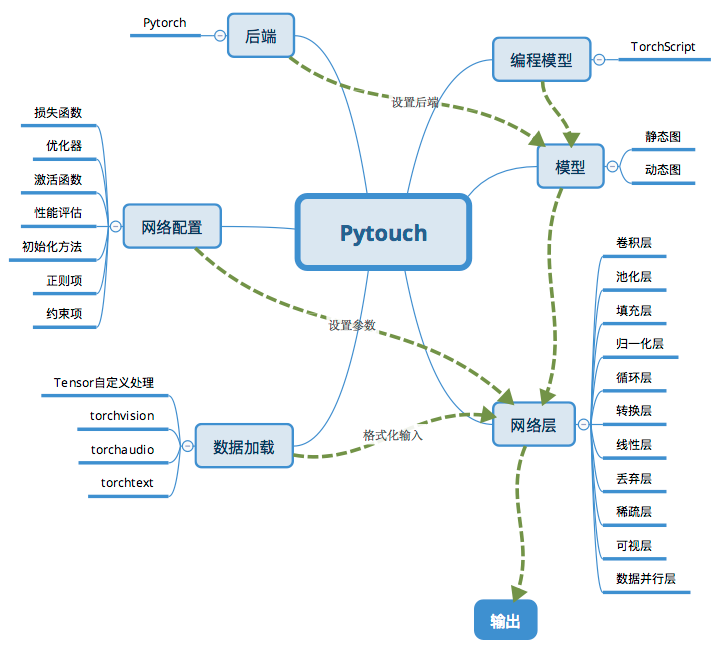 Pytorch
后端
编程模型
TorchScript
设置后端
损失函数
优化器
激活函数
性能评估
初始化方法
正则项
约束项
网络配置
Pytouch
模型
静态图
动态图
设置参数
卷积层
池化层
填充层
归一化层
循环层
转换层
线性层
丢弃层
稀疏层
可视层
数据并行层
网络层
Tensor自定义处理
torchvision
torchaudio
torchtext
数据加载
格式化输入
输出